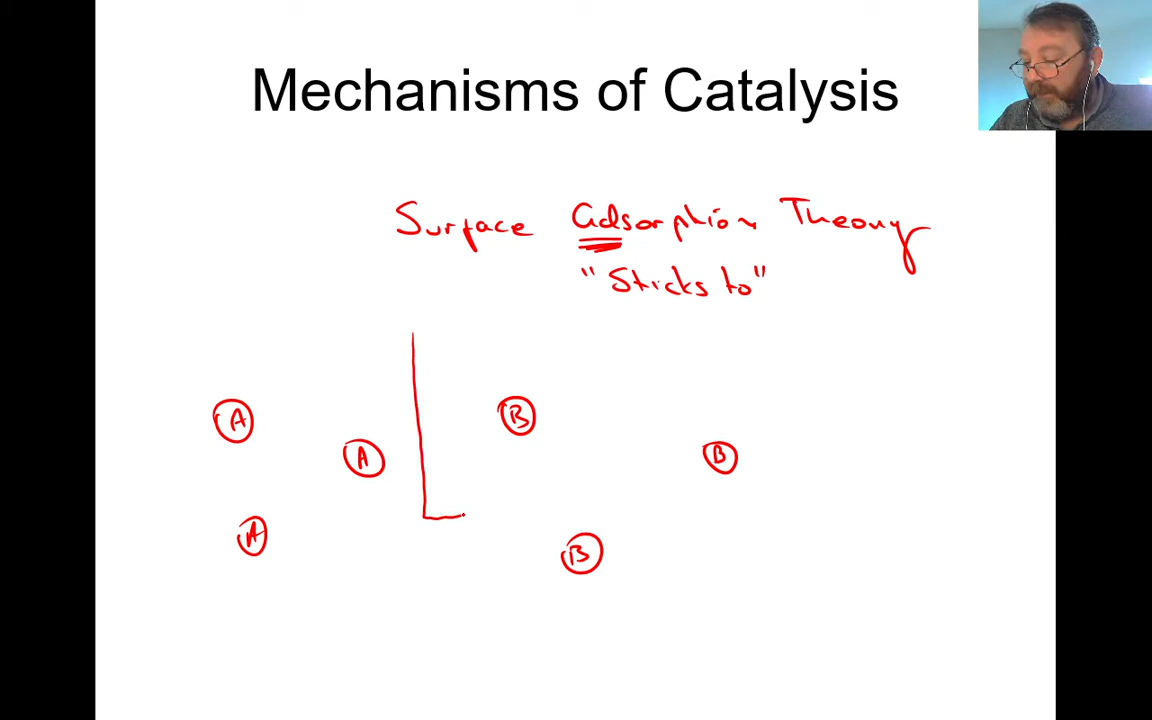 Mechanisms of Catalysis
Surface adsorption Theory
"Sticks to"
A B
A B
A B